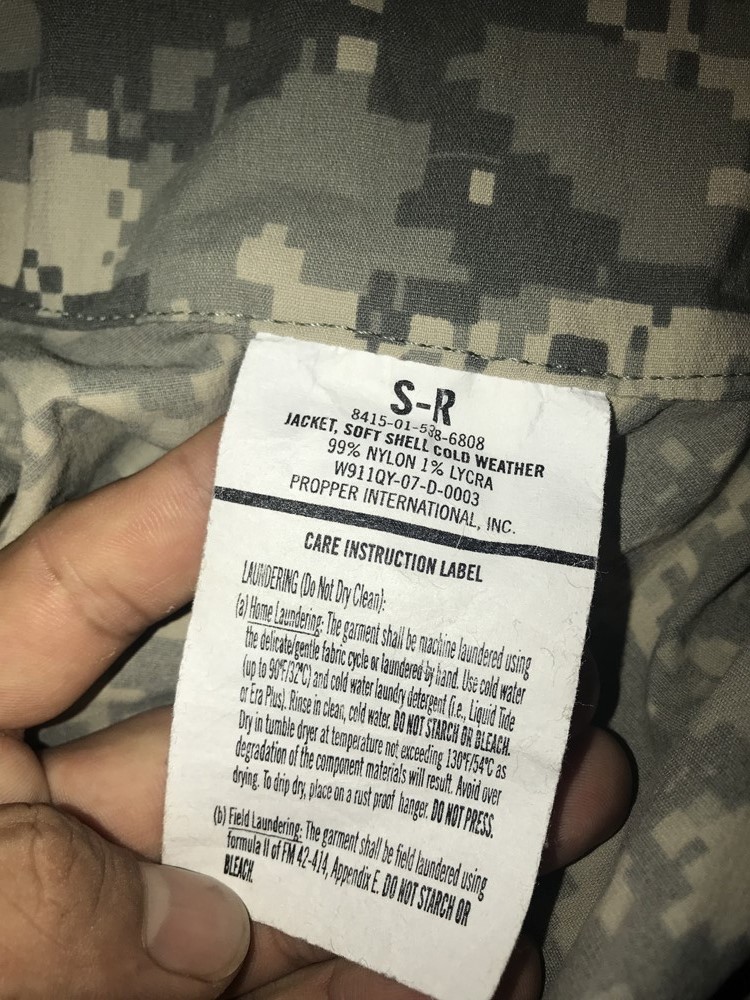 S-R
8415-01-538-6808
JACKET, SOFT SHELL COLD WEATHER
99% NYLON 1% LYCRA
W911QY-07-D-0003
PROPPER INTERNATIONAL, INC.
CARE INSTRUCTION LABEL
LAUNDERING (Do Not Dry Clean):
(a) Home Laundering: The garment shall be machine laundered using
the delicate/gentle fabric cycle or laundered by hand. Use cold water
(up to 90°F/32°C) and cold water laundry detergent (i.e., Liquid Tide
or Era Plus). Rinse in clean, cold water. DO NOT STARCH OR BLEACH.
Dry in tumble dryer at temperature not exceeding 130°F/54°C as
degradation of the component materials will result. Avoid over
drying. To drip dry, place on a rust proof hanger. DO NOT PRESS.
(b) Field Laundering: The garment shall be field laundered using
formula II of FM 42-414, Appendix E. DO NOT STARCH OR
BLEACH.